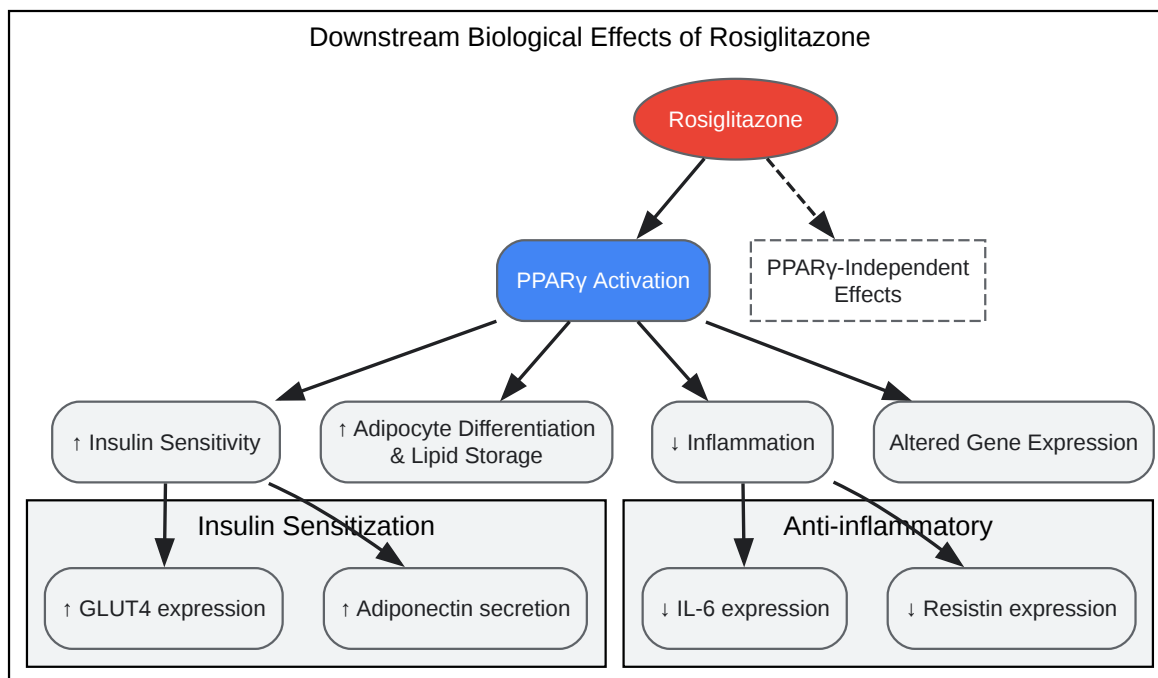 Downstream Biological Effects of Rosiglitazone
Rosiglitazone
PPARγ Activation
PPARγ-Independent
Effects
↑ Insulin Sensitivity
↑ Adipocyte Differentiation
& Lipid Storage
↓ Inflammation
Altered Gene Expression
Insulin Sensitization
Anti-inflammatory
↑ GLUT4 expression
↑ Adiponectin secretion
↓ IL-6 expression
↓ Resistin expression